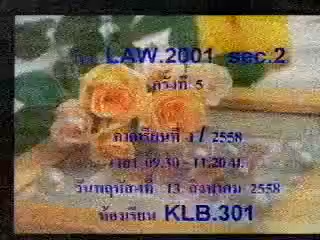 วิชา LAW.2001 sec.2
ครั้งที่ 5
ภาคเรียนที่ 1 / 2558
เวลา 09.30 - 11.20 น.
วันพฤหัสบดีที่ 13 สิงหาคม 2558
ห้องเรียน KLB.301